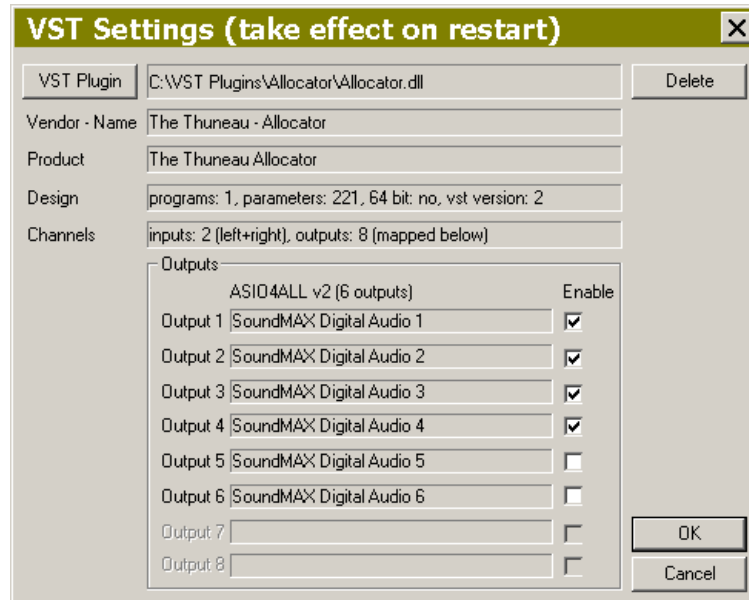 VST Settings (take effect on restart)
VST Plugin C:\VST Plugins\Allocator\Allocator.dll Delete
Vendor - Name The Thuneau - Allocator
Product The Thuneau Allocator
Design programs: 1, parameters: 221, 64 bit: no, vst version: 2
Channels inputs: 2 (left+right), outputs: 8 (mapped below)
Outputs
ASIO4ALL v2 (6 outputs) Enable
Output 1 SoundMAX Digital Audio 1
Output 2 SoundMAX Digital Audio 2
Output 3 SoundMAX Digital Audio 3
Output 4 SoundMAX Digital Audio 4
Output 5 SoundMAX Digital Audio 5
Output 6 SoundMAX Digital Audio 6
Output 7
OK
Output 8
Cancel